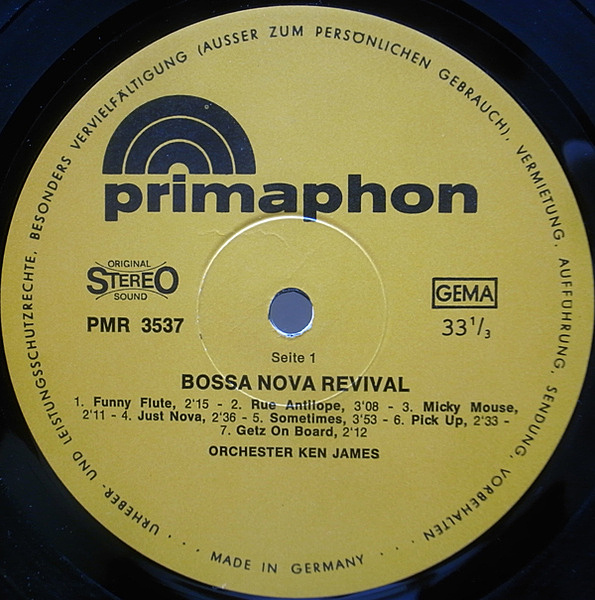 URHEBER- UND LEISTUNGSSCHUTZRECHTE, BESONDERS VERVIELFÄLTIGUNG (AUSSER ZUM PERSÖNLICHEN GEBRAUCH), VERMIETUNG, AUFFÜHRUNG, SENDUNG, VORBEHALTEN
primaphon
ORIGINAL
STEREO
SOUND
PMR 3537
GEMA
33 1/3
Seite 1
BOSSA NOVA REVIVAL
1. Funny Flute, 2'15 - 2. Rue Antilope, 3'08 - 3. Micky Mouse,
2'11 - 4. Just Nova, 2'36 - 5. Sometimes, 3'53 - 6. Pick Up, 2'33 -
7. Getz On Board, 2'12
ORCHESTER KEN JAMES
· · · MADE IN GERMANY · · ·